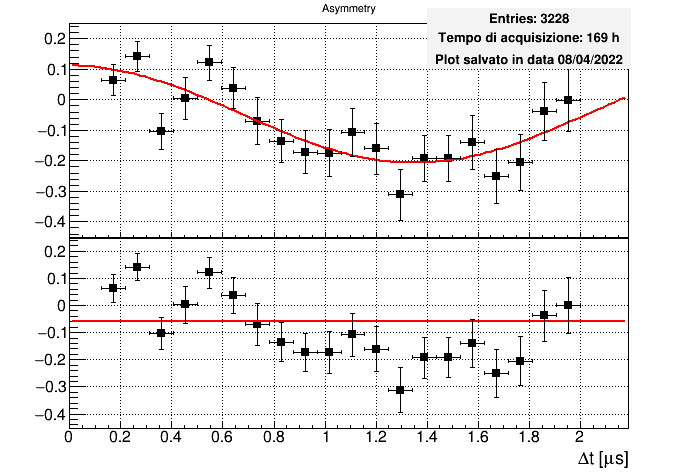 Asymmetry
Entries: 3228
Tempo di acquisizione: 169 h
Plot salvato in data 08/04/2022
0.2
0.1
0
−0.1
−0.2
−0.3
−0.4
0.2
0.1
0
−0.1
−0.2
−0.3
−0.4
0 0.2 0.4 0.6 0.8 1 1.2 1.4 1.6 1.8 2
Δt [μs]